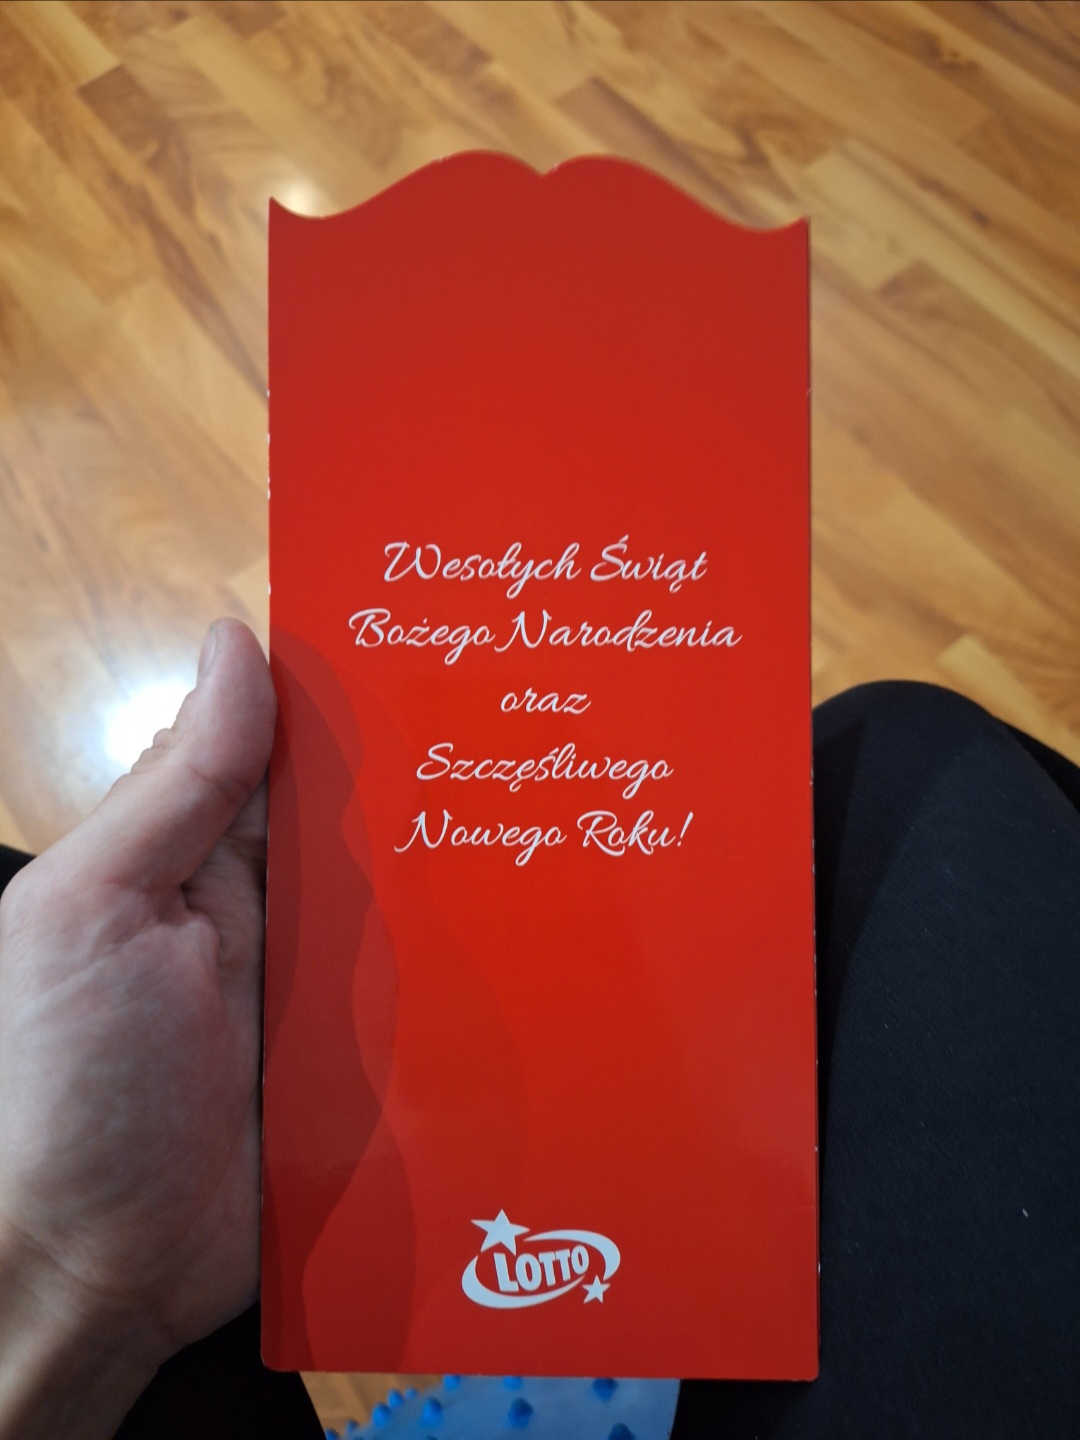 Wesołych Świąt
Bożego Narodzenia
oraz
Szczęśliwego
Nowego Roku!
LOTTO